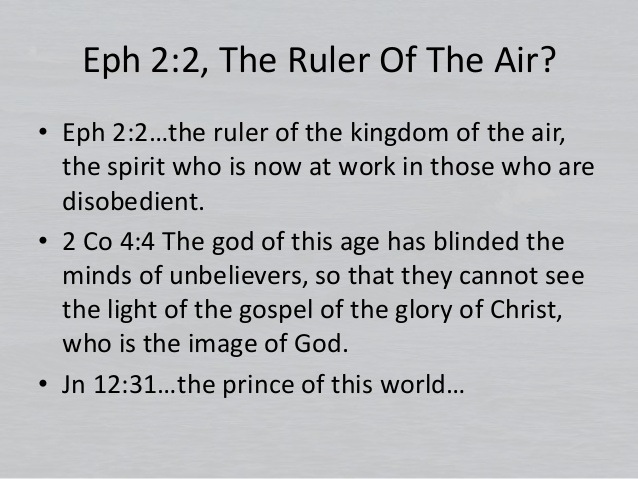 Eph 2:2, The Ruler Of The Air?
• Eph 2:2…the ruler of the kingdom of the air,
the spirit who is now at work in those who are
disobedient.
• 2 Co 4:4 The god of this age has blinded the
minds of unbelievers, so that they cannot see
the light of the gospel of the glory of Christ,
who is the image of God.
• Jn 12:31…the prince of this world…